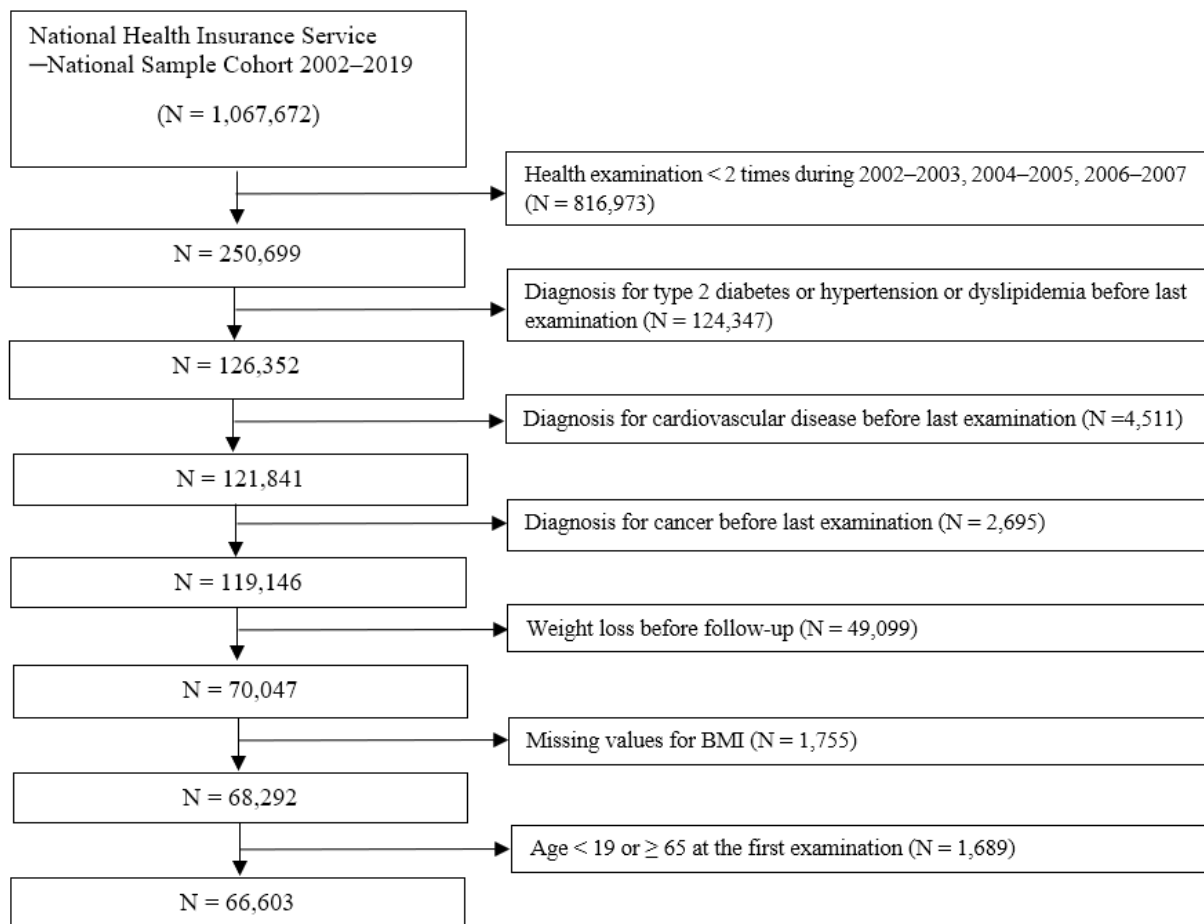 National Health Insurance Service
─National Sample Cohort 2002–2019
(N = 1,067,672)
Health examination < 2 times during 2002–2003, 2004–2005, 2006–2007
(N = 816,973)
N = 250,699
Diagnosis for type 2 diabetes or hypertension or dyslipidemia before last
examination (N = 124,347)
N = 126,352
Diagnosis for cardiovascular disease before last examination (N =4,511)
N = 121,841
Diagnosis for cancer before last examination (N = 2,695)
N = 119,146
Weight loss before follow-up (N = 49,099)
N = 70,047
Missing values for BMI (N = 1,755)
N = 68,292
Age < 19 or ≥ 65 at the first examination (N = 1,689)
N = 66,603